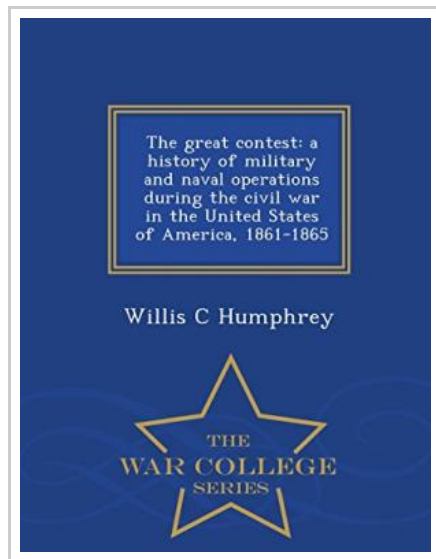 The great contest: a
history of military
and naval operations
during the civil war
in the United States
of America, 1861-1865
Willis C Humphrey
THE
WAR COLLEGE
SERIES